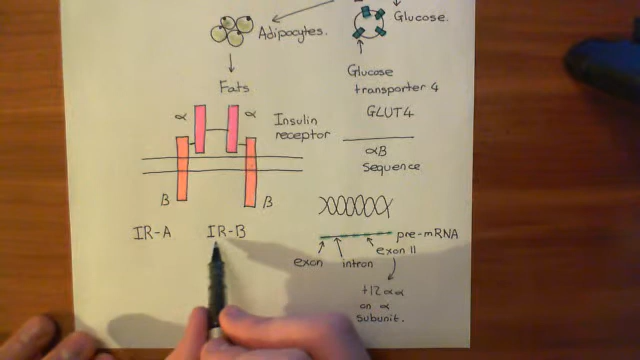 Glucose.
Adipocytes.
Fats
Glucose
transporter 4
GLUT4
α
α
Insulin
receptor
αβ
sequence
β
β
IR-A
IR-B
pre-mRNA
exon 11
exon
intron
+12 αα
on α
subunit.